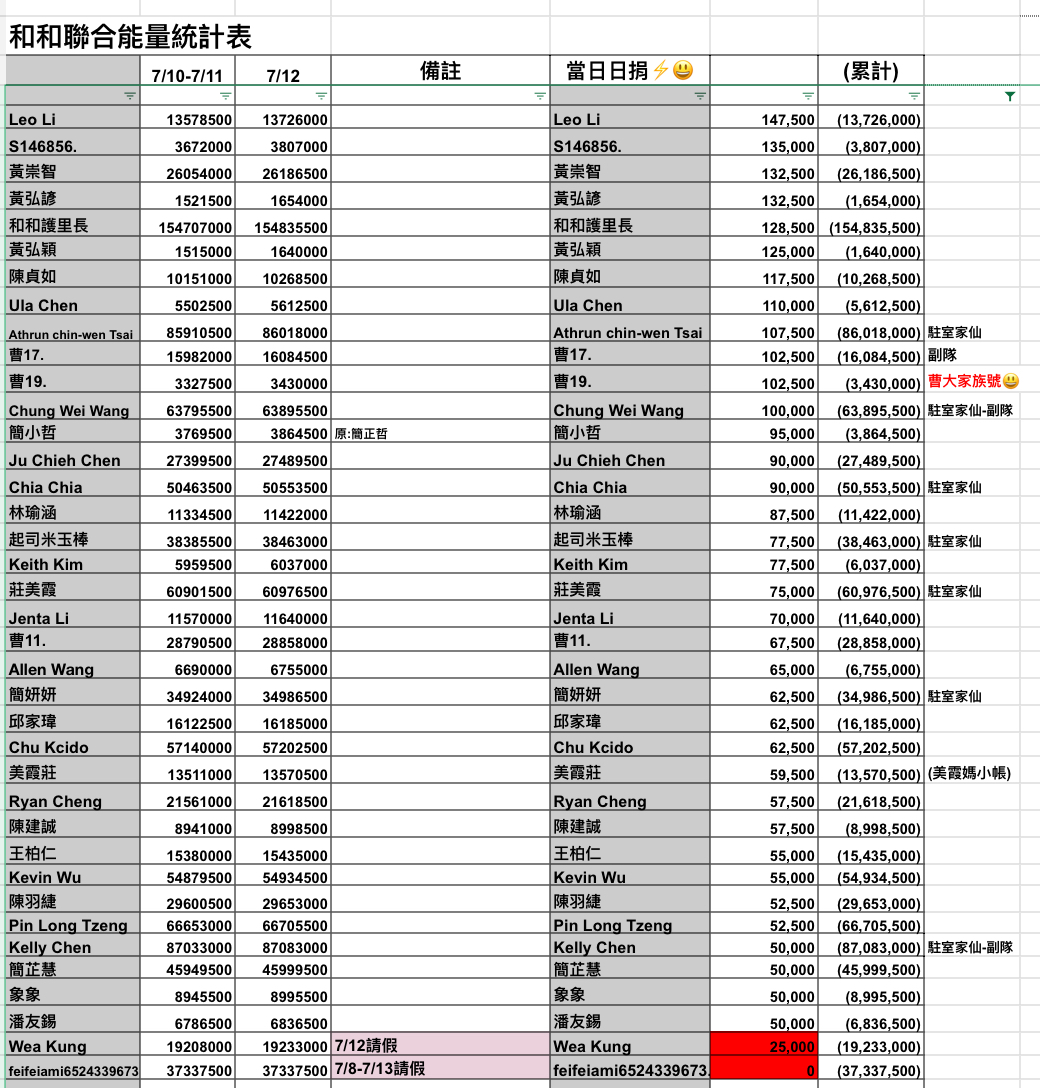 和和聯合能量統計表
7/10-7/11 7/12 備註 當日日捐⚡😃 (累計)
Leo Li 13578500 13726000 Leo Li 147,500 (13,726,000)
S146856. 3672000 3807000 S146856. 135,000 (3,807,000)
黃崇智 26054000 26186500 黃崇智 132,500 (26,186,500)
黃弘諺 1521500 1654000 黃弘諺 132,500 (1,654,000)
和和護里長 154707000 154835500 和和護里長 128,500 (154,835,500)
黃弘穎 1515000 1640000 黃弘穎 125,000 (1,640,000)
陳貞如 10151000 10268500 陳貞如 117,500 (10,268,500)
Ula Chen 5502500 5612500 Ula Chen 110,000 (5,612,500)
Athrun chin-wen Tsai 85910500 86018000 Athrun chin-wen Tsai 107,500 (86,018,000) 駐室家仙
曹17. 15982000 16084500 曹17. 102,500 (16,084,500) 副隊
曹19. 3327500 3430000 曹19. 102,500 (3,430,000) 曹大家族號😃
Chung Wei Wang 63795500 63895500 Chung Wei Wang 100,000 (63,895,500) 駐室家仙-副隊
簡小哲 3769500 3864500 原:簡正哲 簡小哲 95,000 (3,864,500)
Ju Chieh Chen 27399500 27489500 Ju Chieh Chen 90,000 (27,489,500)
Chia Chia 50463500 50553500 Chia Chia 90,000 (50,553,500) 駐室家仙
林瑜涵 11334500 11422000 林瑜涵 87,500 (11,422,000)
起司米玉棒 38385500 38463000 起司米玉棒 77,500 (38,463,000) 駐室家仙
Keith Kim 5959500 6037000 Keith Kim 77,500 (6,037,000)
莊美霞 60901500 60976500 莊美霞 75,000 (60,976,500) 駐室家仙
Jenta Li 11570000 11640000 Jenta Li 70,000 (11,640,000)
曹11. 28790500 28858000 曹11. 67,500 (28,858,000)
Allen Wang 6690000 6755000 Allen Wang 65,000 (6,755,000)
簡妍妍 34924000 34986500 簡妍妍 62,500 (34,986,500) 駐室家仙
邱家瑋 16122500 16185000 邱家瑋 62,500 (16,185,000)
Chu Kcido 57140000 57202500 Chu Kcido 62,500 (57,202,500)
美霞莊 13511000 13570500 美霞莊 59,500 (13,570,500) (美霞媽小帳)
Ryan Cheng 21561000 21618500 Ryan Cheng 57,500 (21,618,500)
陳建誠 8941000 8998500 陳建誠 57,500 (8,998,500)
王柏仁 15380000 15435000 王柏仁 55,000 (15,435,000)
Kevin Wu 54879500 54934500 Kevin Wu 55,000 (54,934,500)
陳羽緁 29600500 29653000 陳羽緁 52,500 (29,653,000)
Pin Long Tzeng 66653000 66705500 Pin Long Tzeng 52,500 (66,705,500)
Kelly Chen 87033000 87083000 Kelly Chen 50,000 (87,083,000) 駐室家仙-副隊
簡芷慧 45949500 45999500 簡芷慧 50,000 (45,999,500)
象象 8945500 8995500 象象 50,000 (8,995,500)
潘友錫 6786500 6836500 潘友錫 50,000 (6,836,500)
Wea Kung 19208000 19233000 7/12請假 Wea Kung 25,000 (19,233,000)
feifeiami6524339673 37337500 37337500 7/8-7/13請假 feifeiami6524339673. 0 (37,337,500)